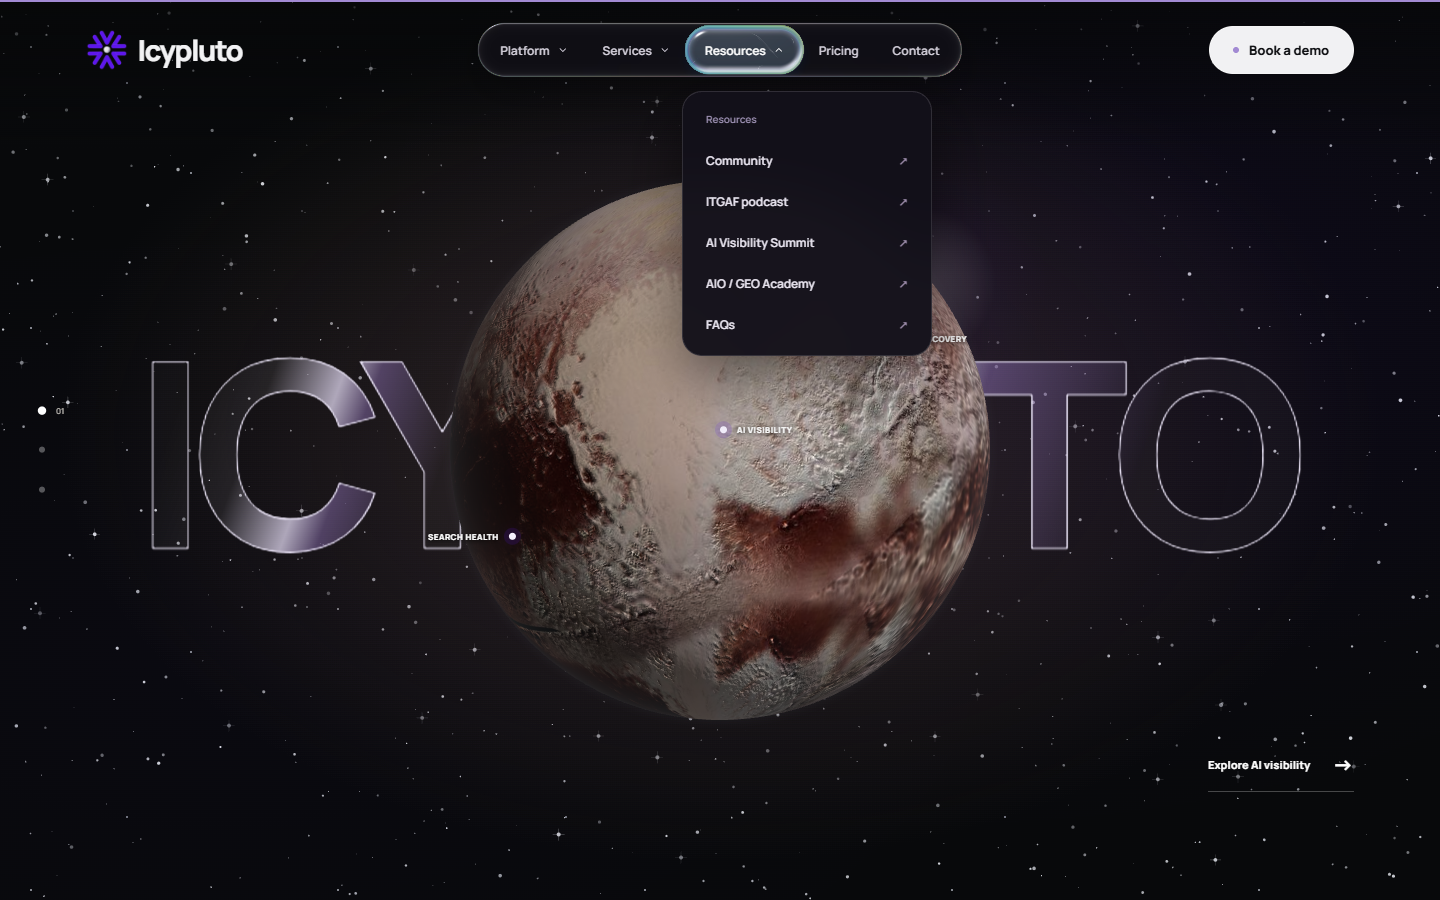 Icypluto
Platform
Services
Resources
Pricing
Contact
Book a demo
Resources
Community
ITGAF podcast
AI Visibility Summit
AIO / GEO Academy
FAQs
COVERY
ICY TO
01
AI VISIBILITY
SEARCH HEALTH
Explore AI visibility